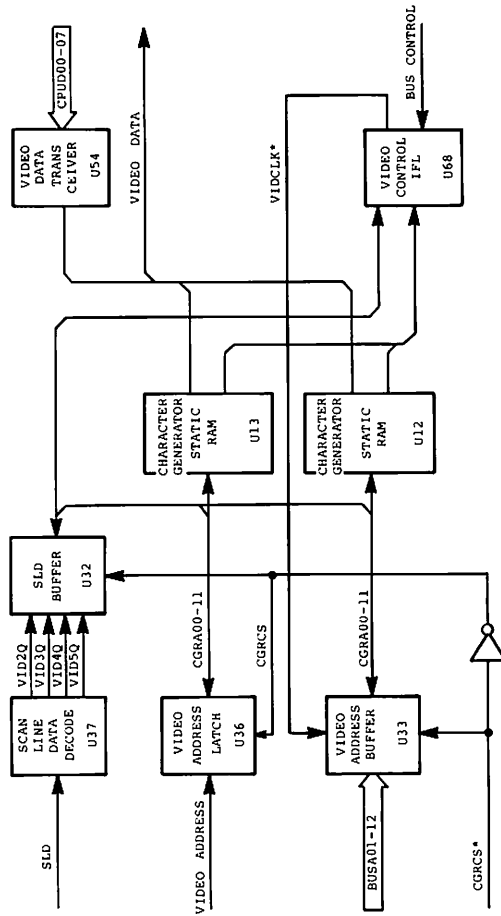 SLD
SCAN
LINE
DATA
DECODE
U37
VID2Q
VID3Q
VID4Q
VID5Q
SLD
BUFFER
U32
VIDEO
DATA
TRANS
CEIVER
U54
CPUD00-07
VIDEO DATA
VIDEO ADDRESS
VIDEO
ADDRESS
LATCH
U36
CGRA00-11
CGRCS
CHARACTER
GENERATOR
STATIC
RAM
U13
VIDCLK*
BUSA01-12
VIDEO
ADDRESS
BUFFER
U33
CGRA00-11
CHARACTER
GENERATOR
STATIC
RAM
U12
VIDEO
CONTROL
IFL
U68
BUS CONTROL
CGRCS*